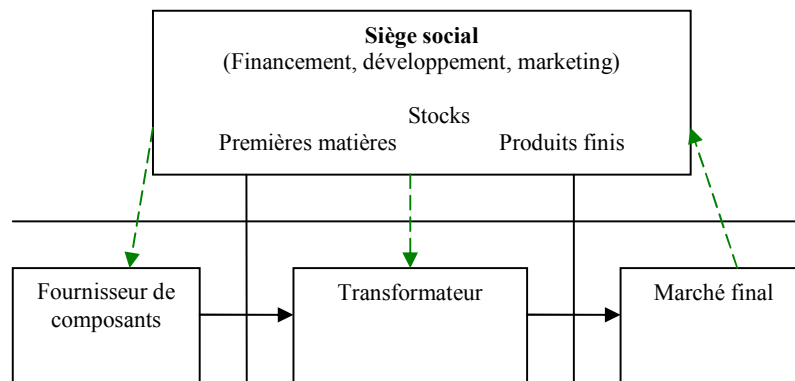 Siège social
(Financement, développement, marketing)
Stocks
Premières matières Produits finis
Fournisseur de
composants
Transformateur
Marché final